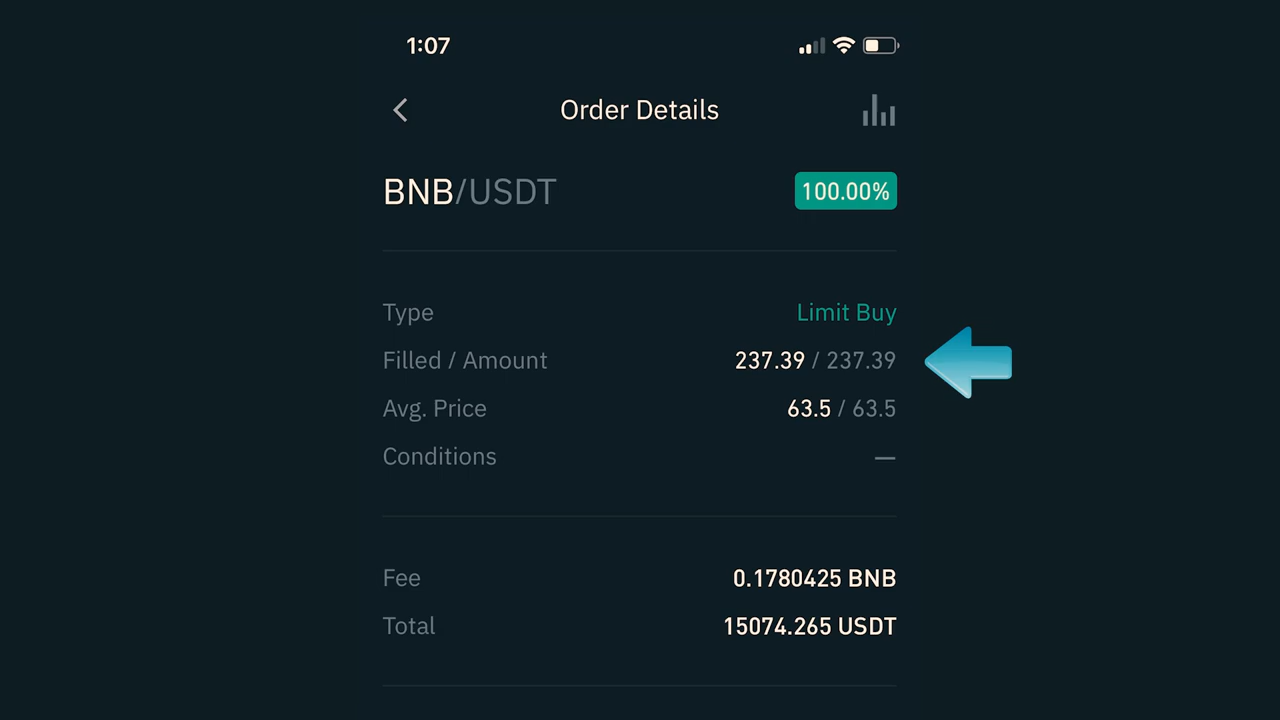 1:07
Order Details
BNB/USDT 100.00%
Type Limit Buy
Filled / Amount 237.39 / 237.39
Avg. Price 63.5 / 63.5
Conditions —
Fee 0.1780425 BNB
Total 15074.265 USDT